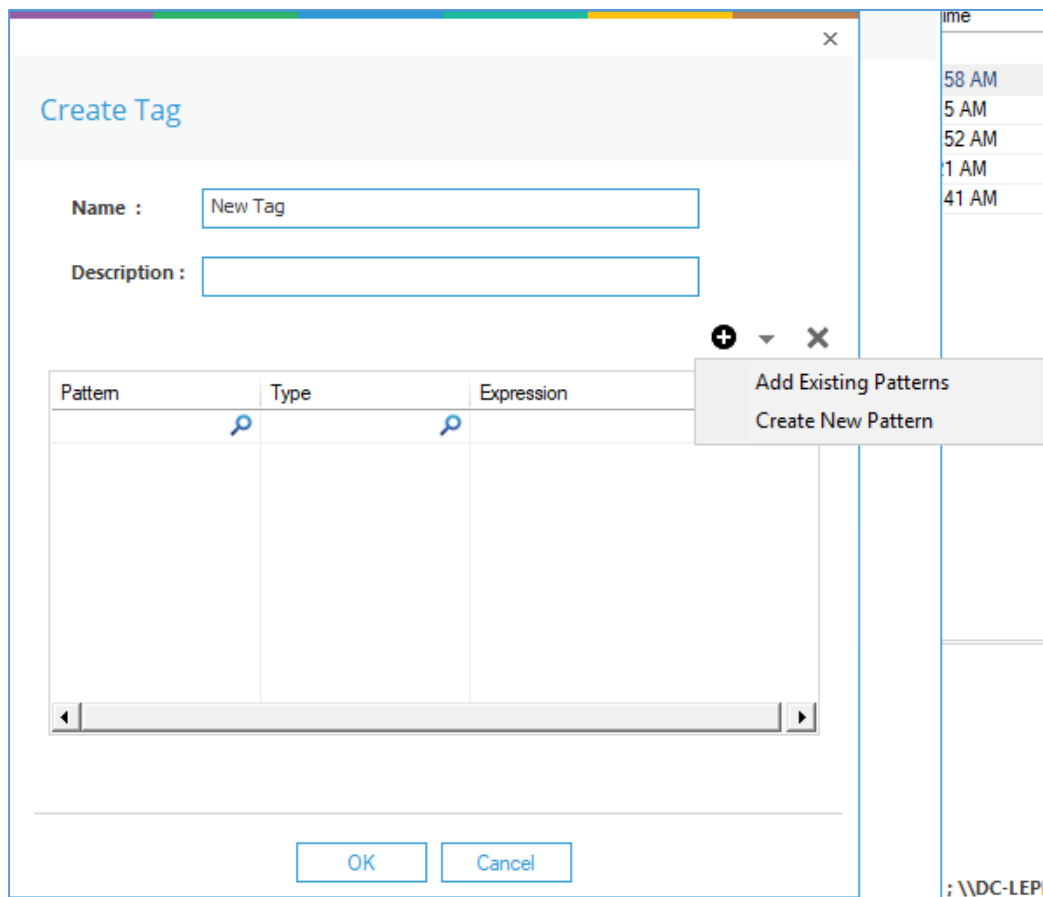 ime
58 AM
Create Tag
5 AM
52 AM
1 AM
Name : New Tag
41 AM
Description :
Add Existing Patterns
Pattern Type Expression
Create New Pattern
OK Cancel
; \\DC-LEP